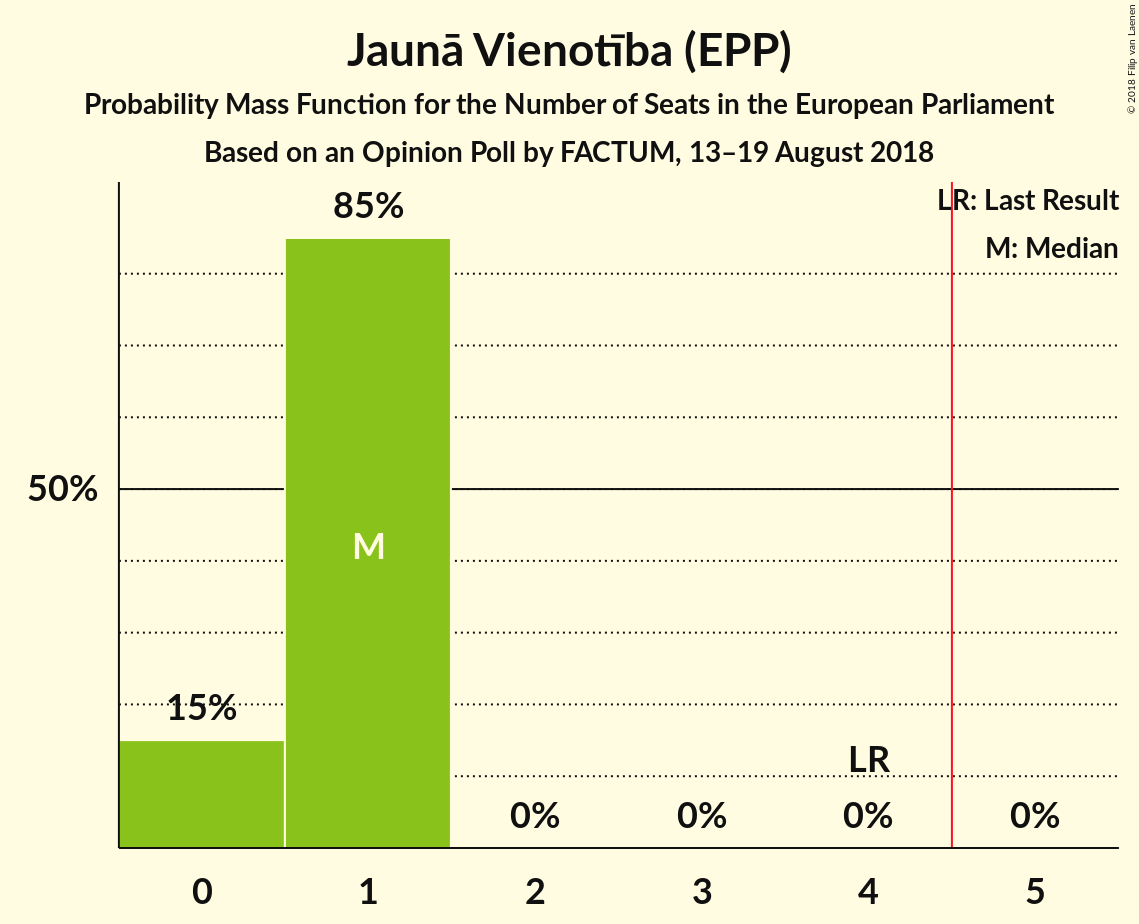 Jaunā Vienotība (EPP)
Probability Mass Function for the Number of Seats in the European Parliament
Based on an Opinion Poll by FACTUM, 13–19 August 2018
© 2018 Filip van Laenen
LR: Last Result
M: Median
85%
50%
M
15%
LR
0% 0% 0% 0%
0 1 2 3 4 5